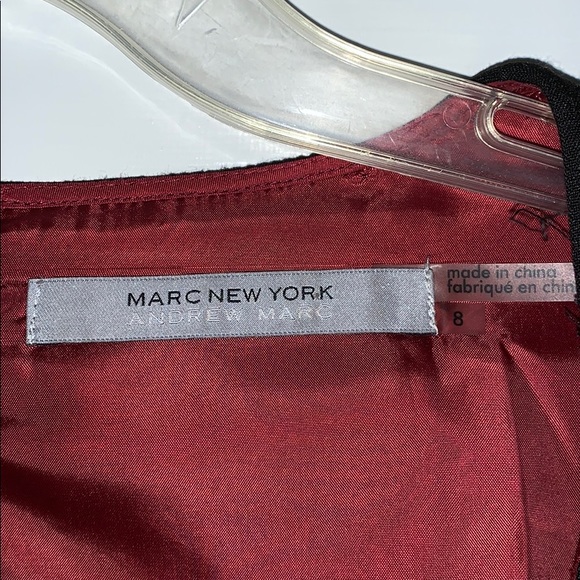 MARC NEW YORK
ANDREW MARC
made in china
fabriqué en chin
8